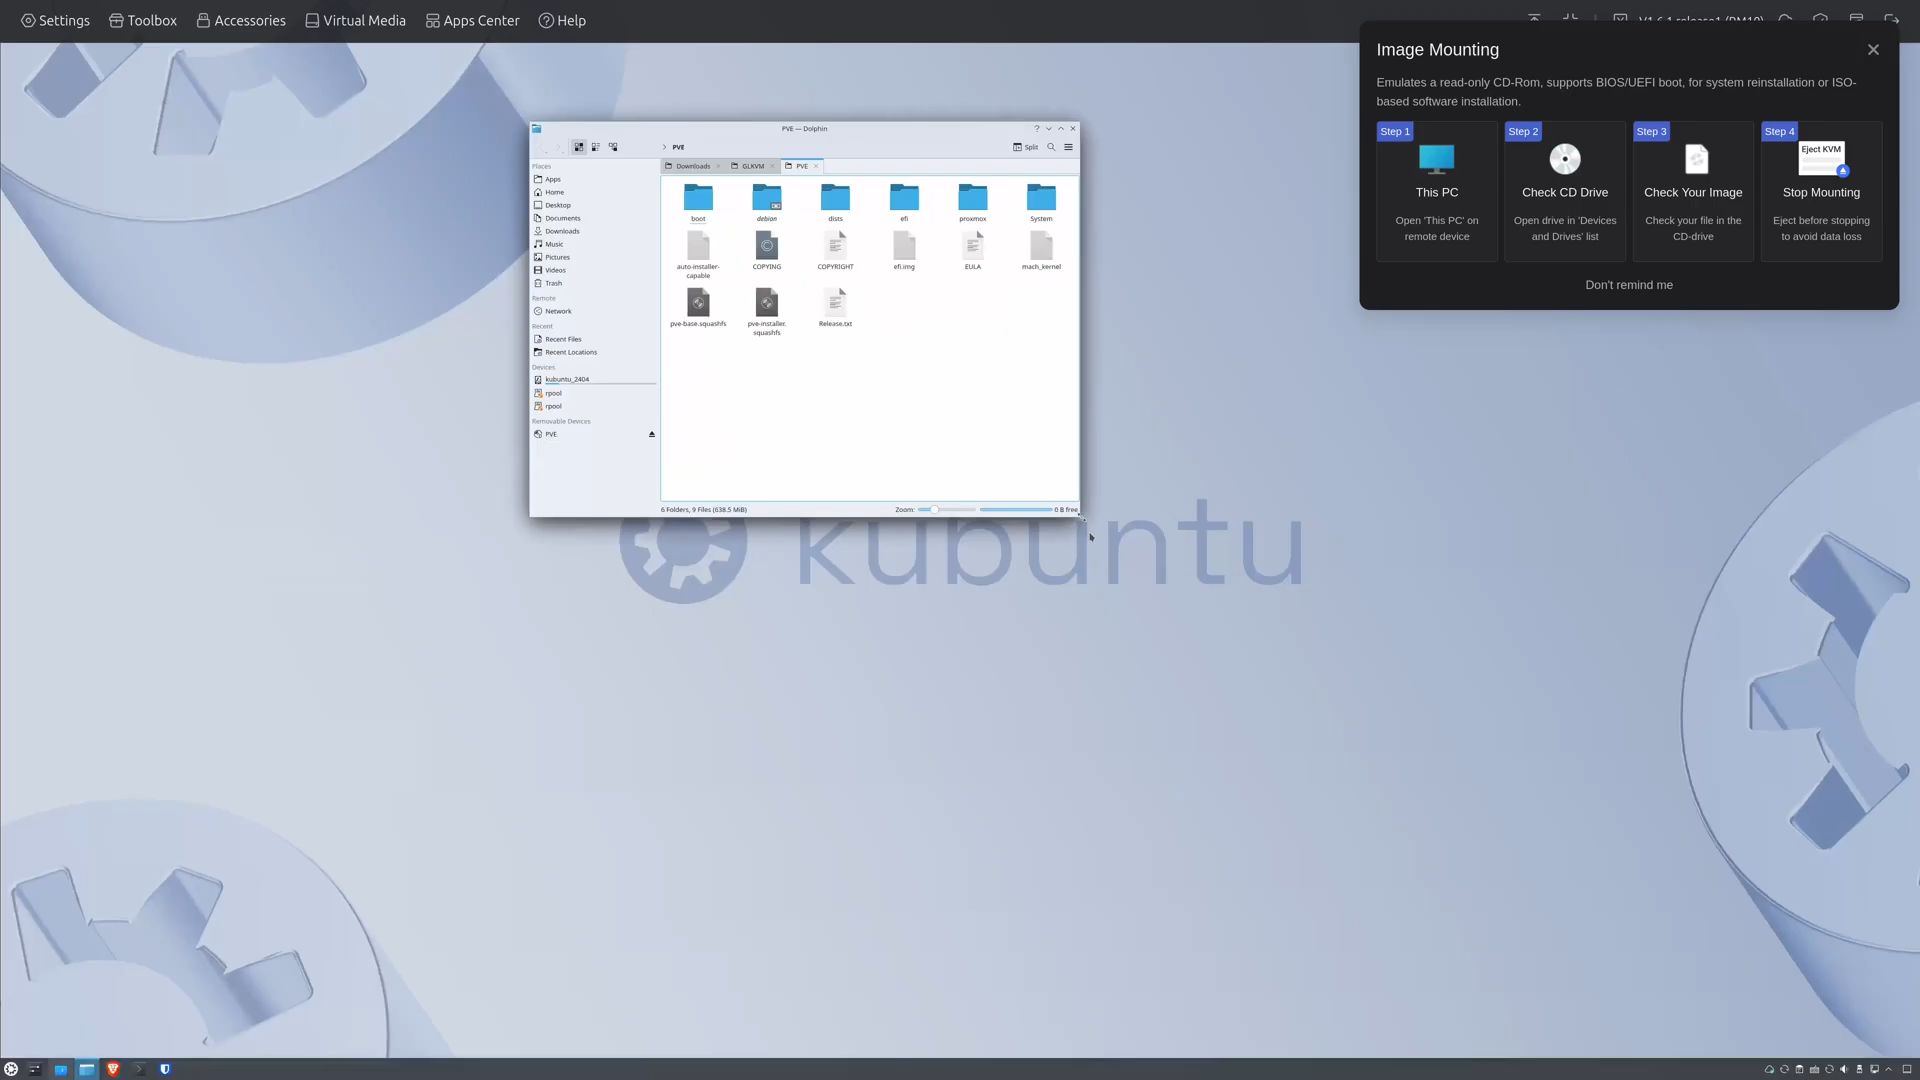 Settings
Toolbox
Accessories
Virtual Media
Apps Center
Help
V1.6.1 release1 (RM10)
Image Mounting
Emulates a read-only CD-Rom, supports BIOS/UEFI boot, for system reinstallation or ISO-
based software installation.
Step 1
This PC
Open 'This PC' on
remote device
Step 2
Check CD Drive
Open drive in 'Devices
and Drives' list
Step 3
Check Your Image
Check your file in the
CD-drive
Step 4
Eject KVM
Stop Mounting
Eject before stopping
to avoid data loss
Don't remind me
PVE — Dolphin
PVE
Split
Places
Apps
Home
Desktop
Documents
Downloads
Music
Pictures
Videos
Trash
Remote
Network
Recent
Recent Files
Recent Locations
Devices
kubuntu_2404
rpool
rpool
Removable Devices
PVE
Downloads
GLKVM
PVE
boot
debian
dists
efi
proxmox
System
auto-installer-
capable
COPYING
COPYRIGHT
efi.img
EULA
mach_kernel
pve-base.squashfs
pve-installer.
squashfs
Release.txt
6 Folders, 9 Files (638.5 MiB)
Zoom:
0 B free
kubuntu